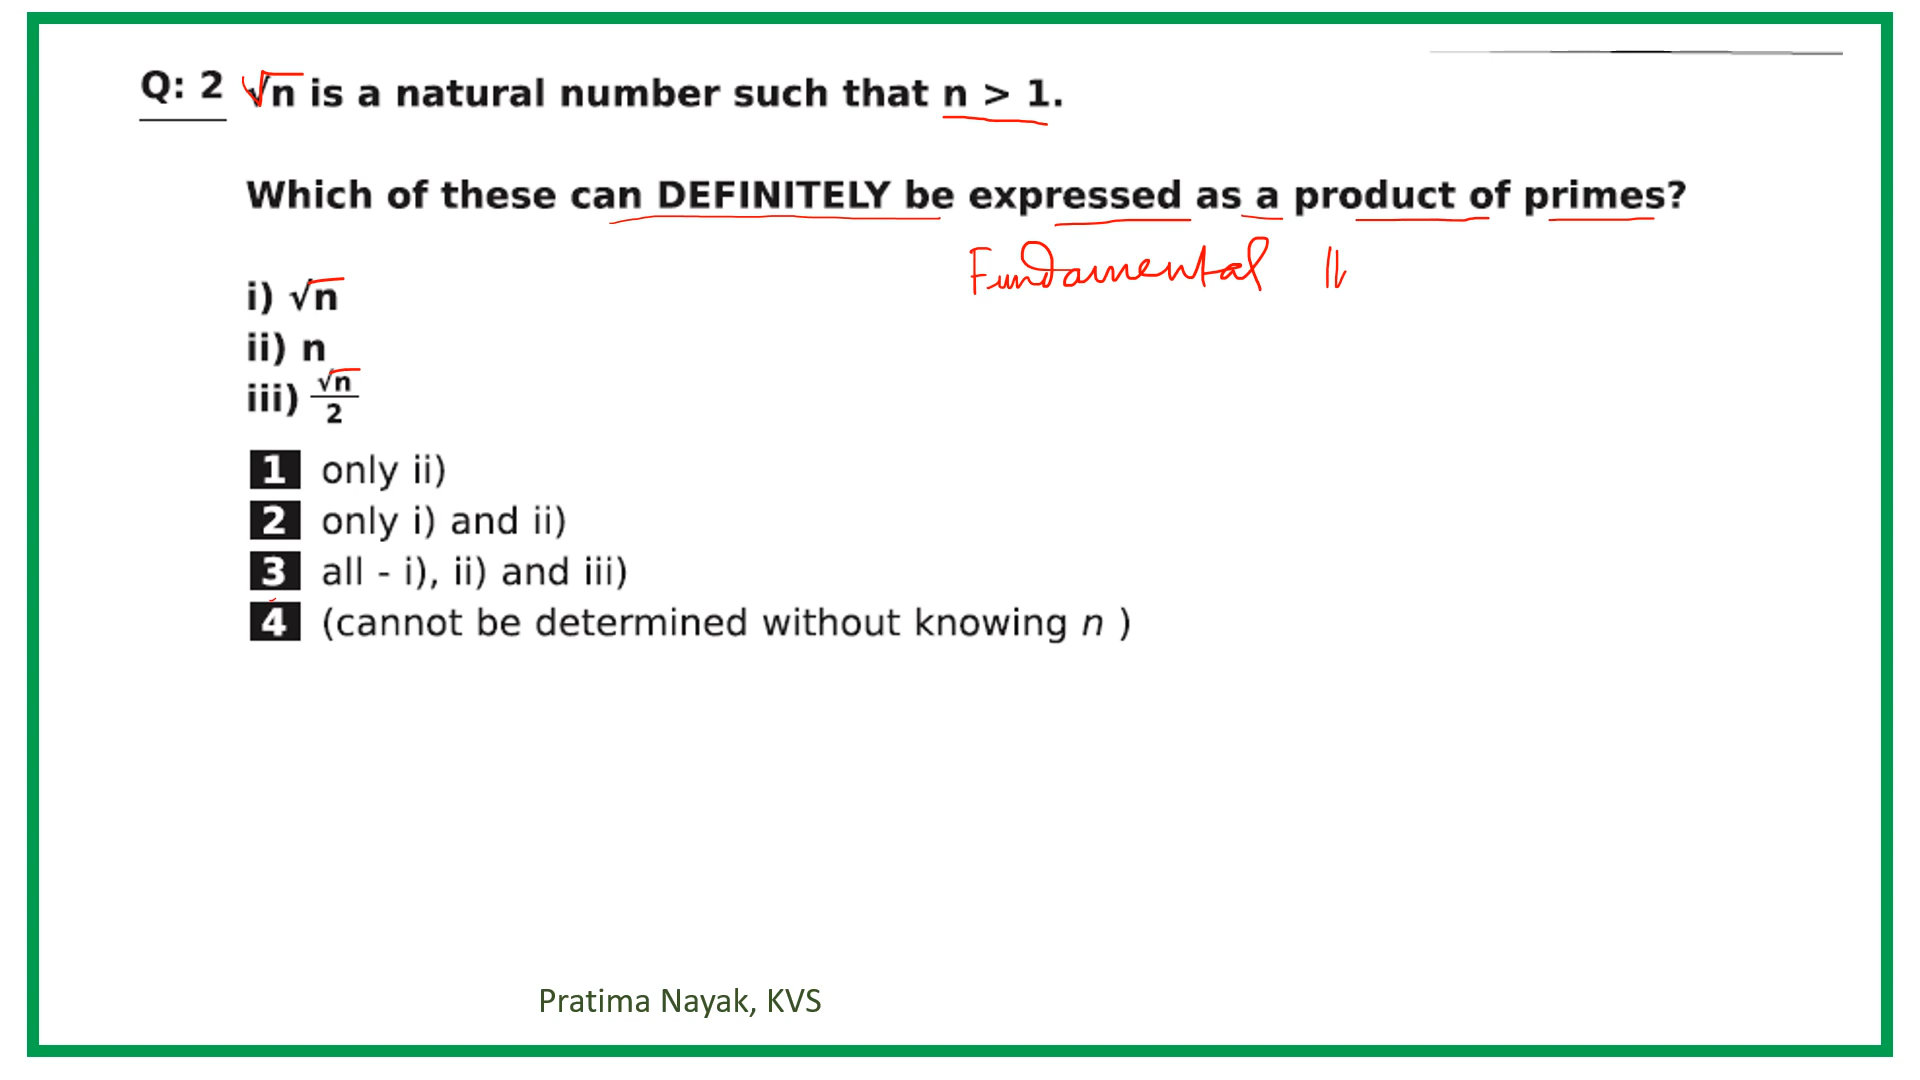 Q: 2 √n is a natural number such that n > 1.
Which of these can DEFINITELY be expressed as a product of primes?
Fundamental
i) √n
ii) n
iii) √n/2
1 only ii)
2 only i) and ii)
3 all - i), ii) and iii)
4 (cannot be determined without knowing n )
Pratima Nayak, KVS